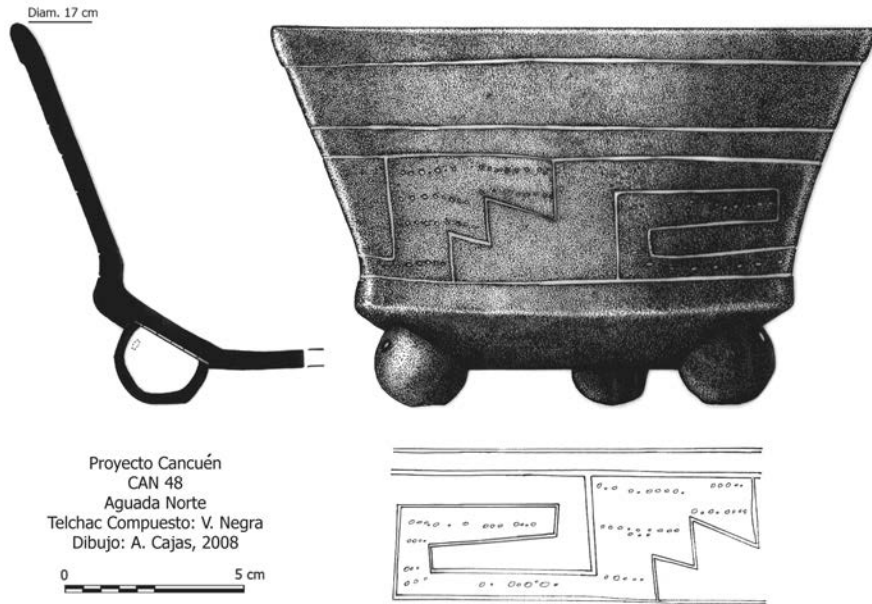 Diam. 17 cm
Proyecto Cancuén
CAN 48
Aguada Norte
Telchac Compuesto: V. Negra
Dibujo: A. Cajas, 2008
0 5 cm